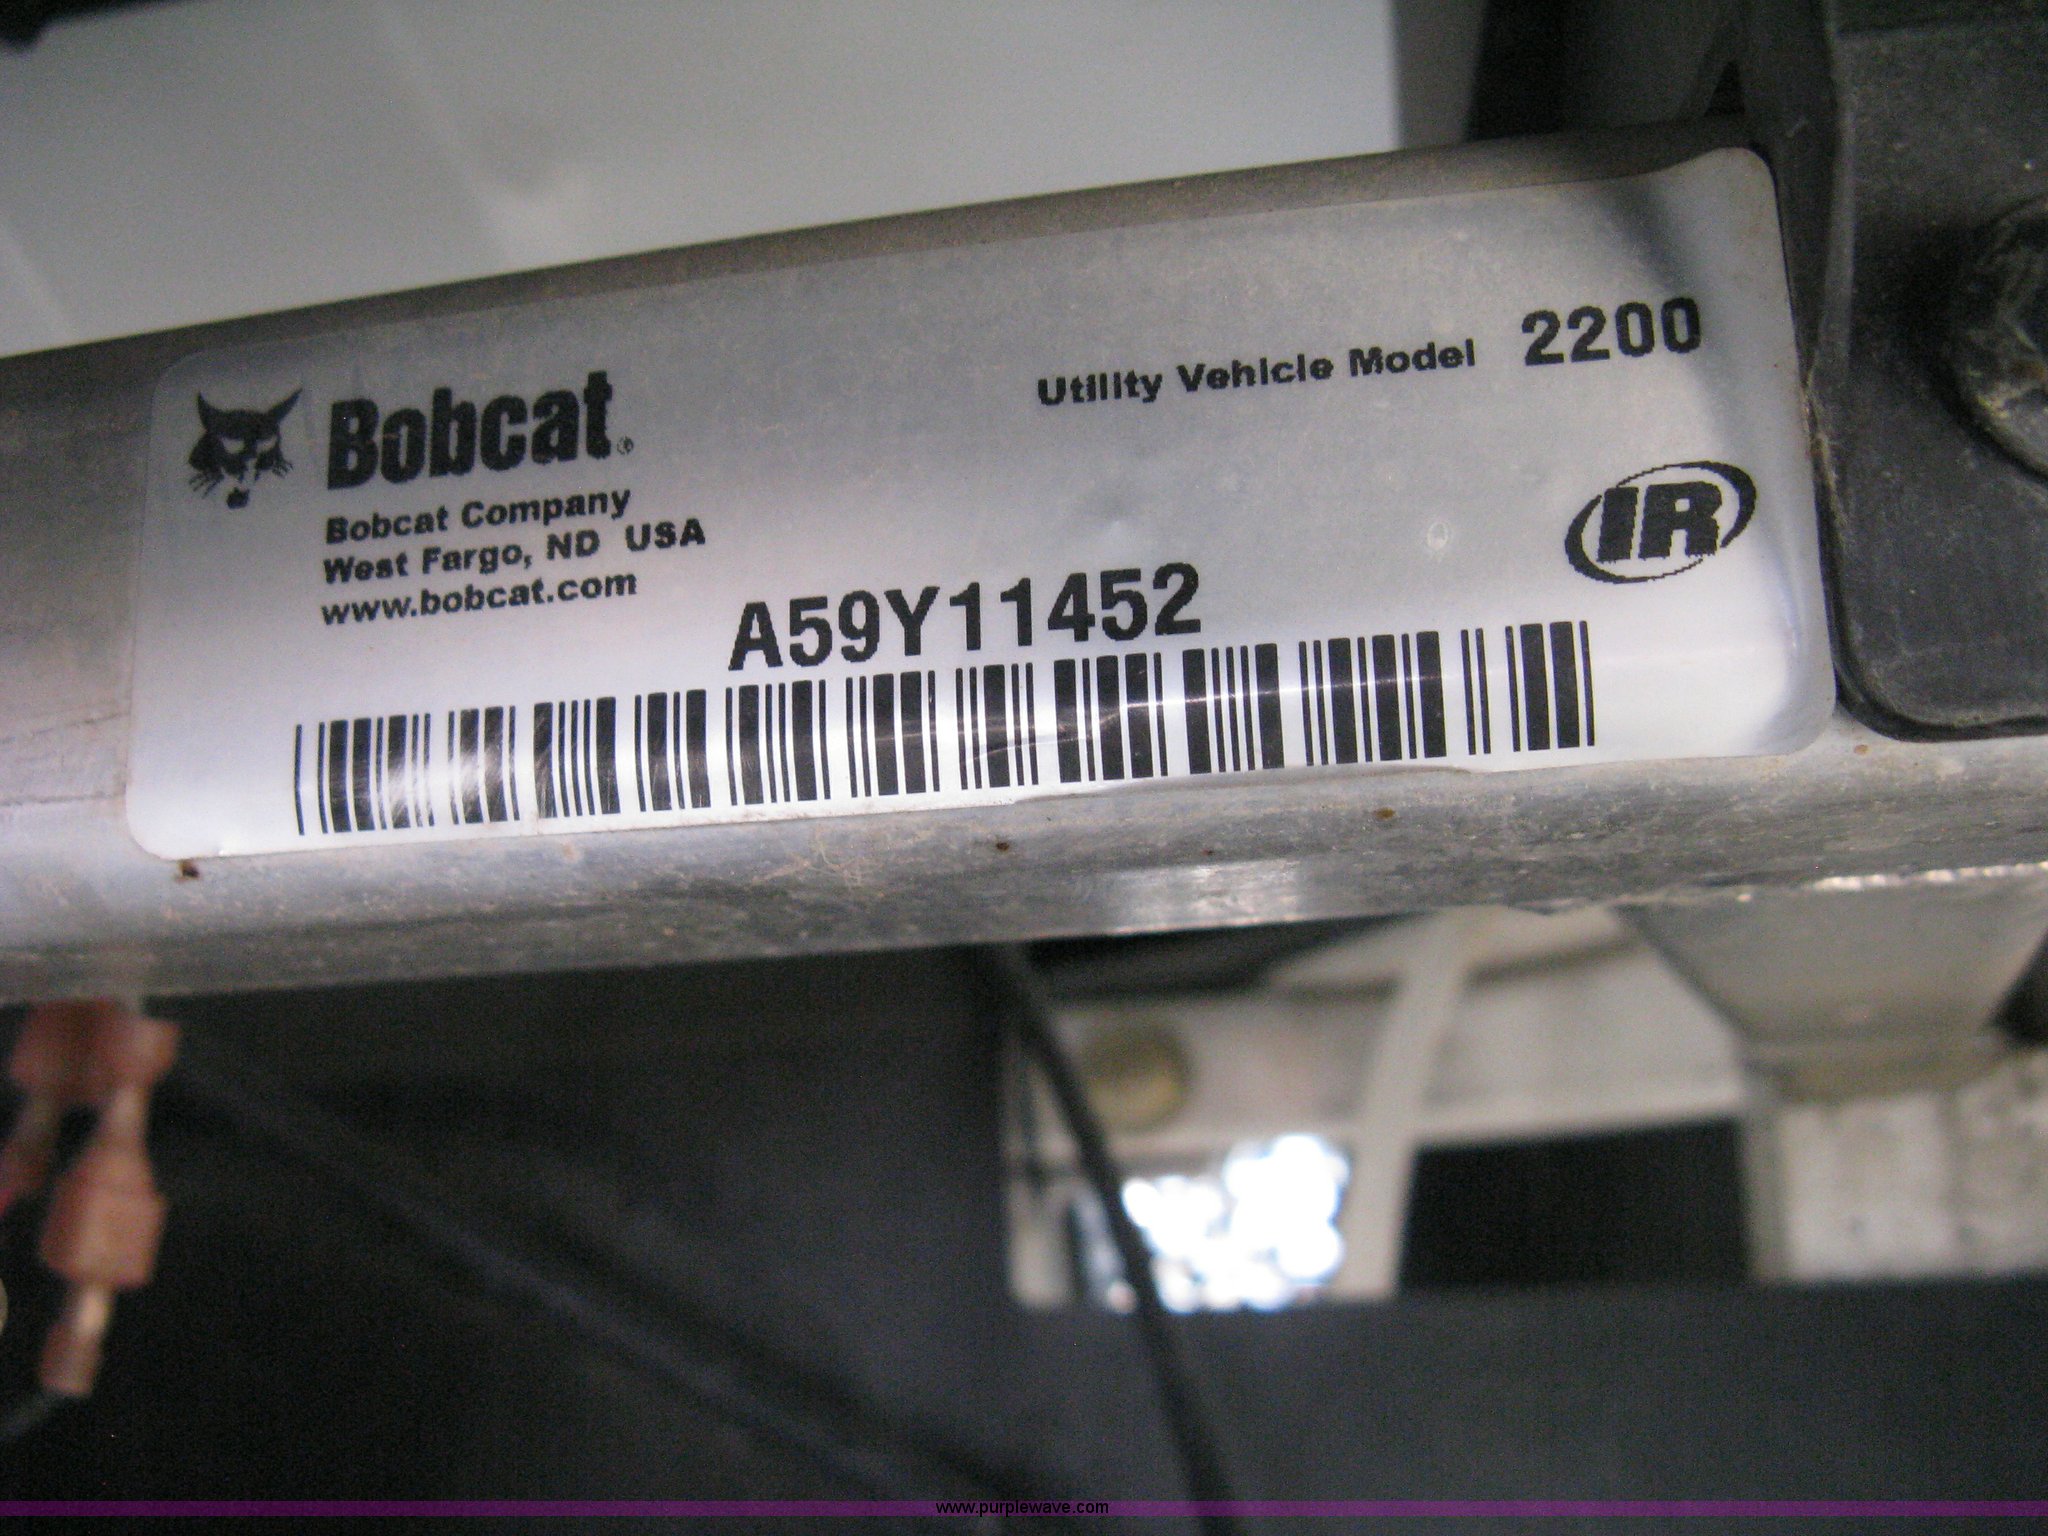 Bobcat®
Utility Vehicle Model 2200
Bobcat Company
West Fargo, ND USA
www.bobcat.com
IR
A59Y11452
www.purplewave.com